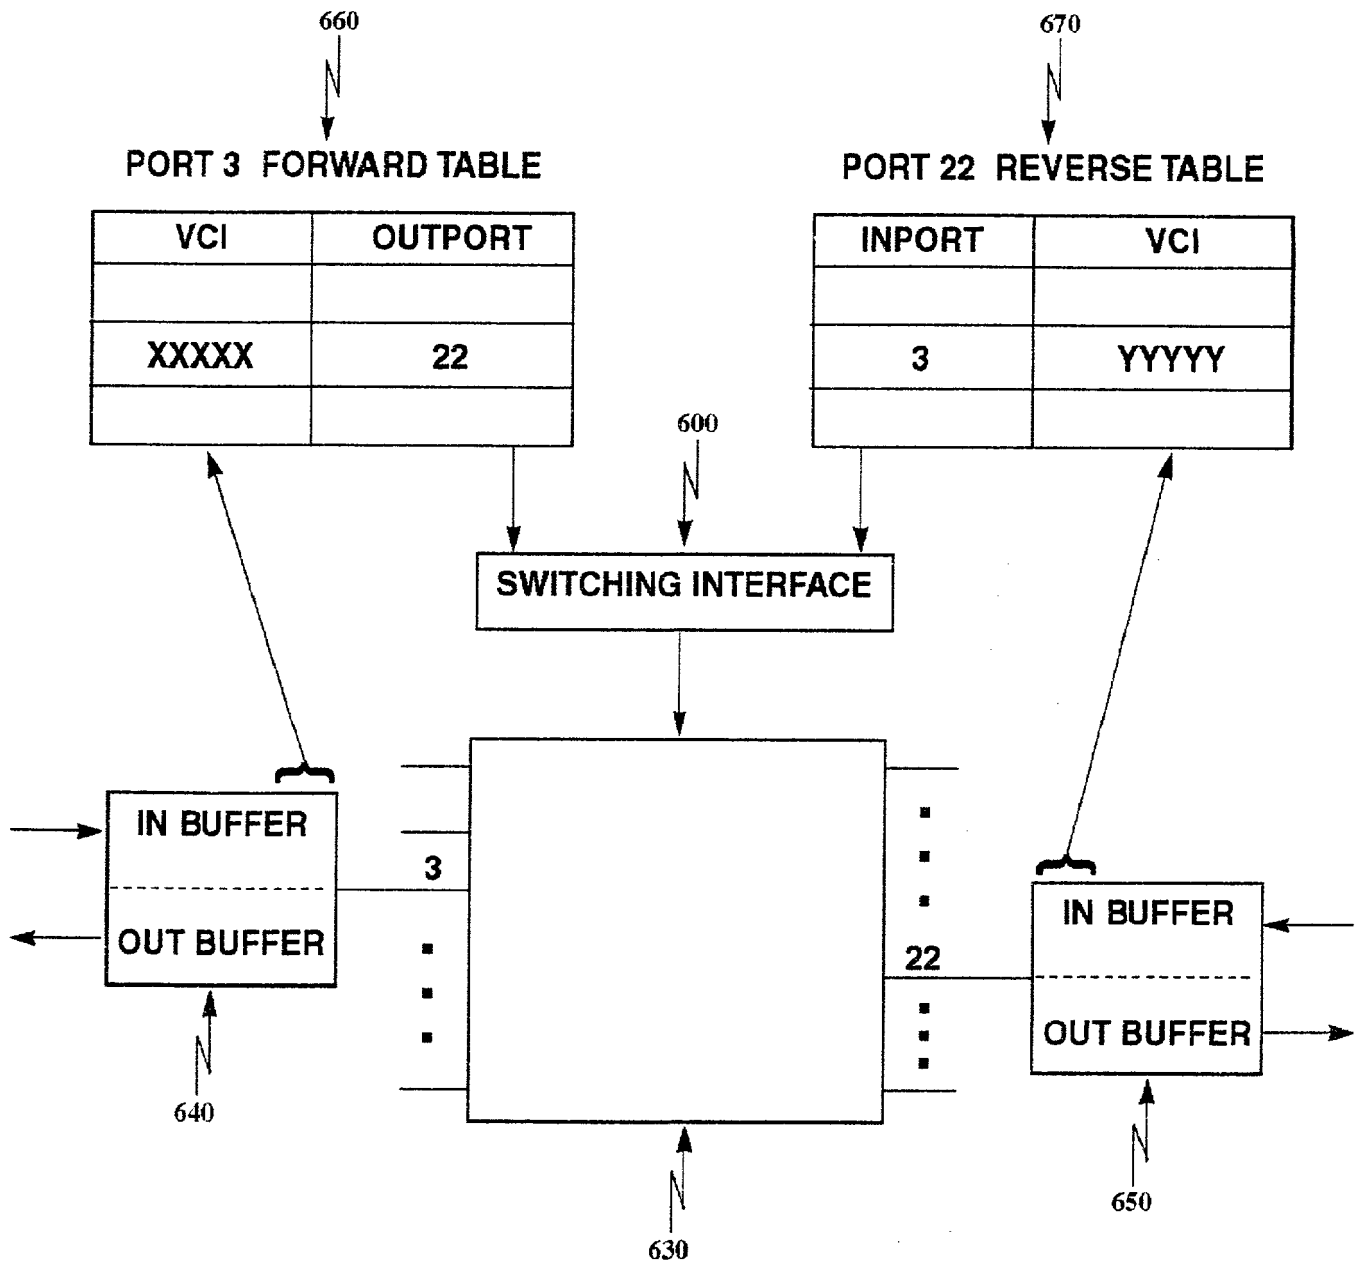 660
670
PORT 3 FORWARD TABLE
PORT 22 REVERSE TABLE
VCI OUTPORT
INPORT VCI
XXXXX 22
3 YYYYY
600
SWITCHING INTERFACE
IN BUFFER
3
OUT BUFFER
IN BUFFER
22
OUT BUFFER
640
650
630